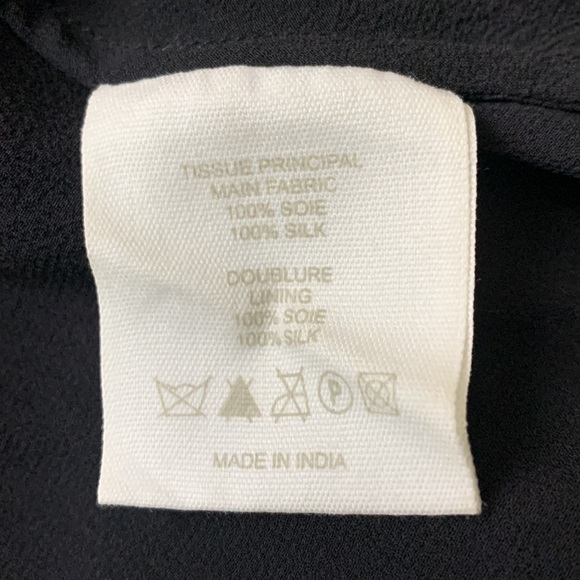 TISSUE PRINCIPAL
MAIN FABRIC
100% SOIE
100% SILK
DOUBLURE
LINING
100% SOIE
100% SILK
P
MADE IN INDIA